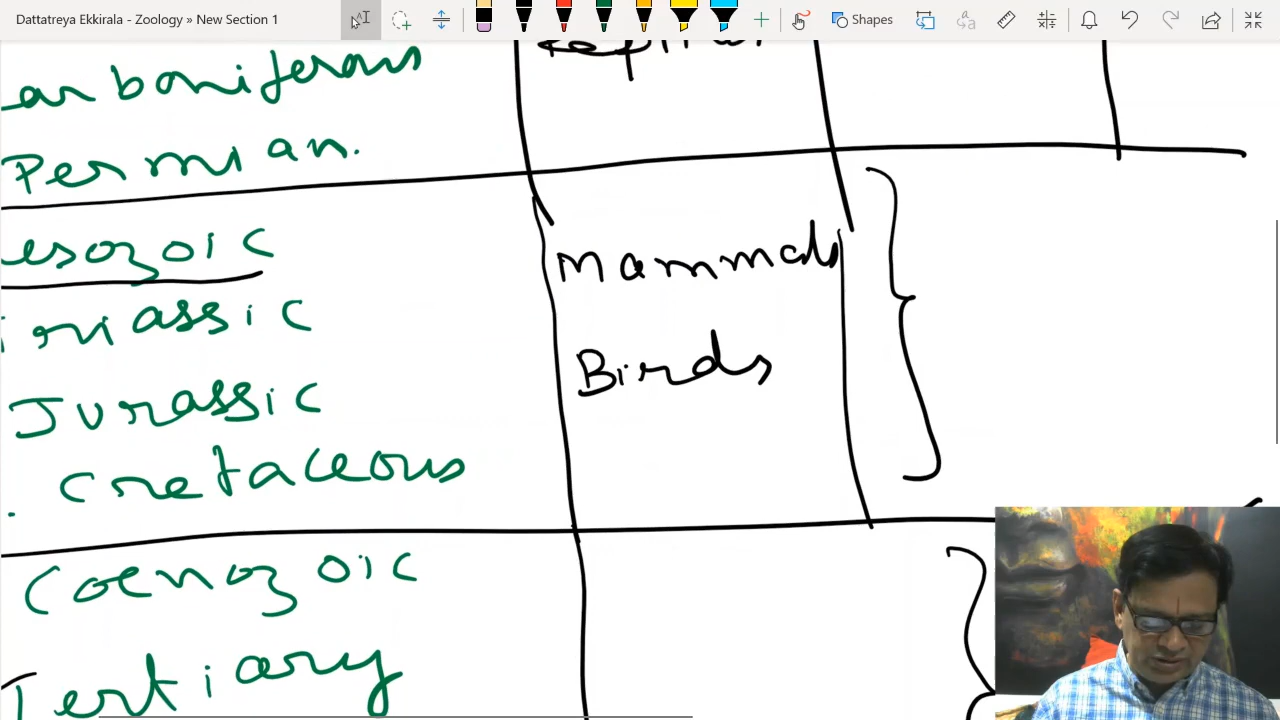 Dattatreya Ekkirala - Zoology » New Section 1
Shapes
arboniferous
Permian.
esozoic
riassic
Jurassic
Cretaceous
Mammals
Birds
Coenozoic
Tertiary